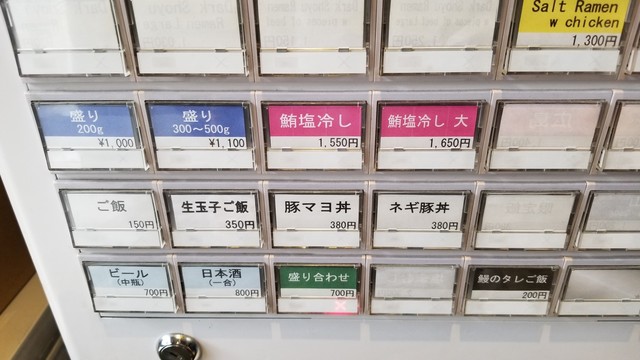 Salt Ramen
w chicken
1,300円
盛り
200g
¥1,000
盛り
300～500g
¥1,100
鮪塩冷し
1,550円
鮪塩冷し 大
1,650円
ご飯
150円
生玉子ご飯
350円
豚マヨ丼
380円
ネギ豚丼
380円
ビール
(中瓶)
700円
日本酒
(一合)
800円
盛り合わせ
700円
鰻のタレご飯
200円